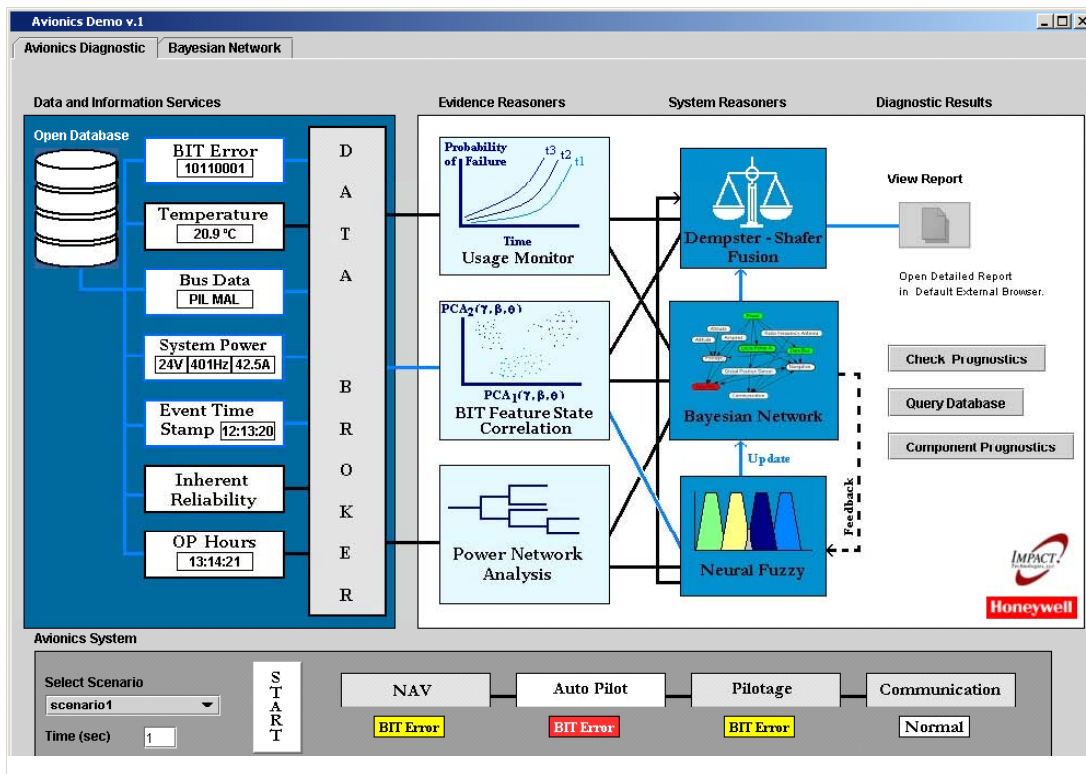 Avionics Demo v.1
Avionics Diagnostic
Bayesian Network
Data and Information Services
Evidence Reasoners
System Reasoners
Diagnostic Results
Open Database
BIT Error
10110001
Temperature
20.9 ºC
Bus Data
PIL MAL
System Power
24V 401Hz 42.5A
Event Time
Stamp 12:13:20
Inherent
Reliability
OP Hours
13:14:21
D
A
T
A
B
R
O
K
E
R
Probability
of Failure
t3
t2
t1
Time
Usage Monitor
PCA2(γ,β,θ)
PCA1(γ,β,θ)
BIT Feature State
Correlation
Power Network
Analysis
Dempster - Shafer
Fusion
Bayesian Network
Update
Feedback
Neural Fuzzy
View Report
Open Detailed Report
in Default External Browser.
Check Prognostics
Query Database
Component Prognostics
IMPACT
Honeywell
Avionics System
Select Scenario
scenario1
Time (sec)
1
S
T
A
R
T
NAV
Auto Pilot
Pilotage
Communication
BIT Error
BIT Error
BIT Error
Normal